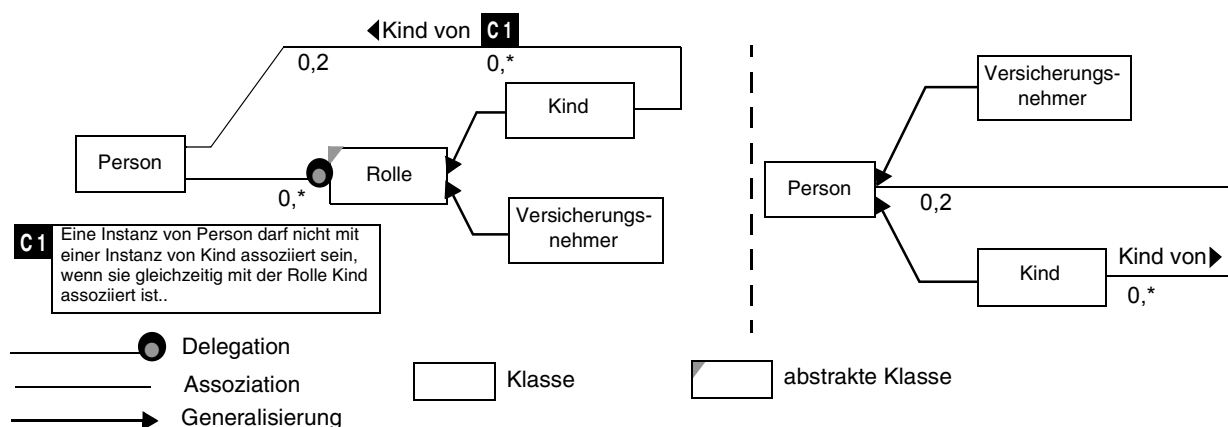 Kind von C1
0,2
0,*
Kind
Person
Rolle
0,*
Versicherungs-
nehmer
C1 Eine Instanz von Person darf nicht mit
einer Instanz von Kind assoziiert sein,
wenn sie gleichzeitig mit der Rolle Kind
assoziiert ist..
Versicherungs-
nehmer
Person
0,2
Kind
Kind von
0,*
Delegation
Assoziation
Generalisierung
Klasse
abstrakte Klasse